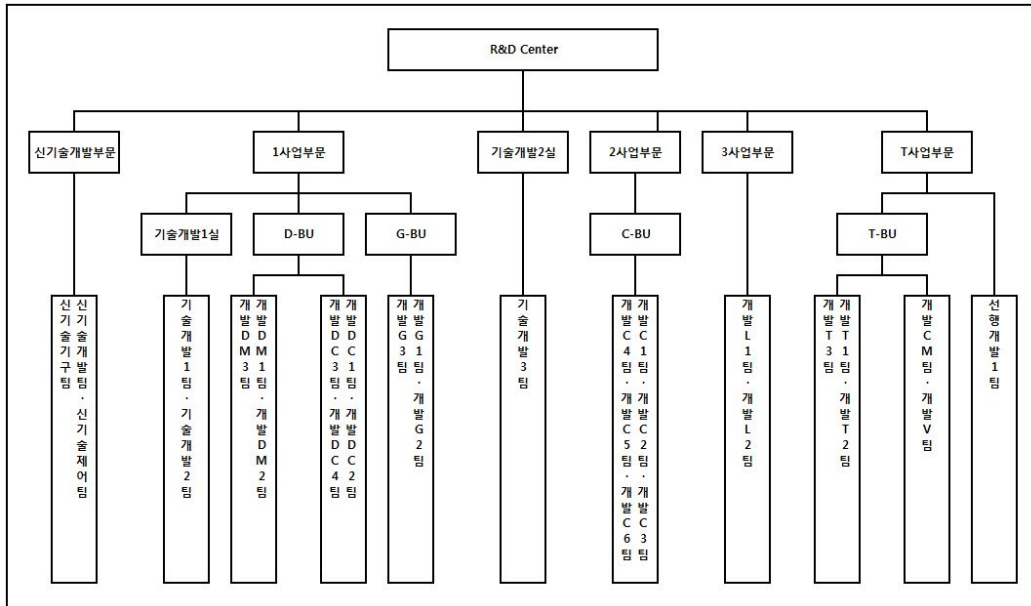 R&D Center
신기술개발부문
1사업부문
기술개발2실
2사업부문
3사업부문
T사업부문
기술개발1실
D-BU
G-BU
C-BU
T-BU
신기술개발팀·신기술제어팀
신기술기구팀
기술개발1팀·기술개발2팀
개발DM1팀·개발DM2팀
개발DM3팀
개발DC1팀·개발DC2팀
개발DC3팀·개발DC4팀
개발G1팀·개발G2팀
개발G3팀
기술개발3팀
개발C1팀·개발C2팀·개발C3팀
개발C4팀·개발C5팀·개발C6팀
개발L1팀·개발L2팀
개발T1팀·개발T2팀
개발T3팀
개발CM팀·개발V팀
선행개발1팀